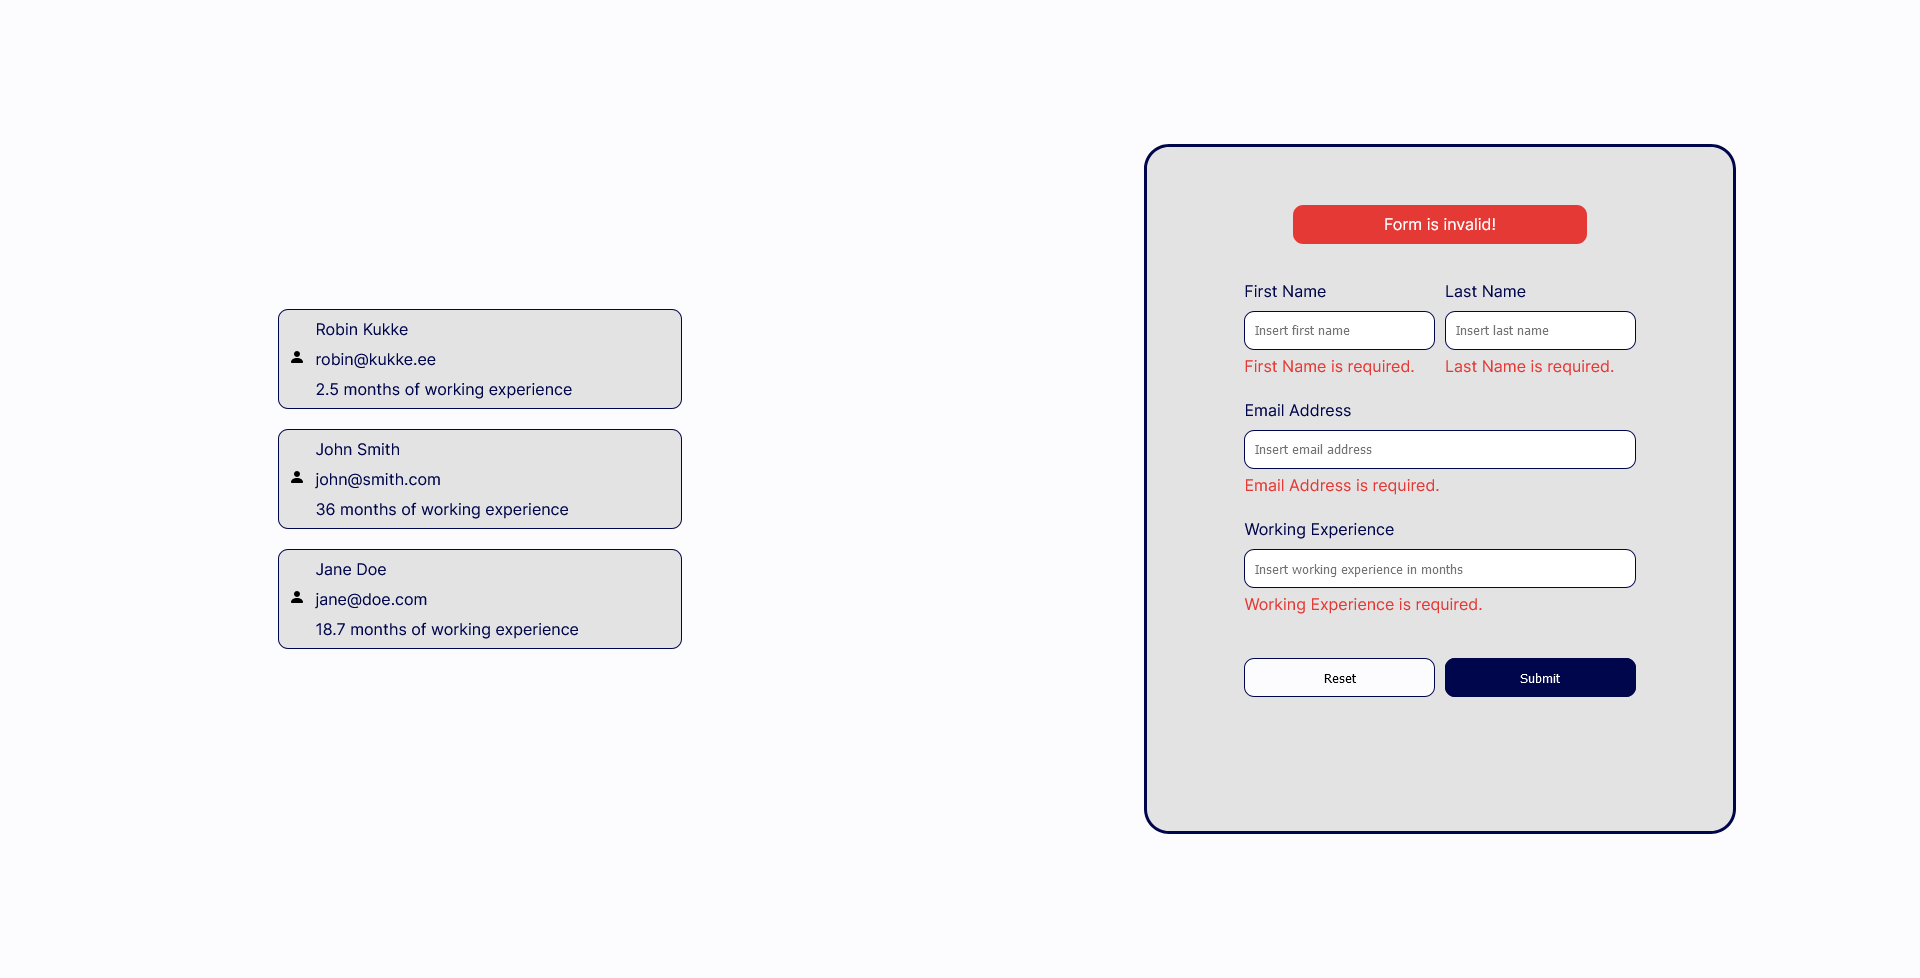 Robin Kukke
robin@kukke.ee
2.5 months of working experience
John Smith
john@smith.com
36 months of working experience
Jane Doe
jane@doe.com
18.7 months of working experience
Form is invalid!
First Name
Last Name
Insert first name
Insert last name
First Name is required.
Last Name is required.
Email Address
Insert email address
Email Address is required.
Working Experience
Insert working experience in months
Working Experience is required.
Reset
Submit